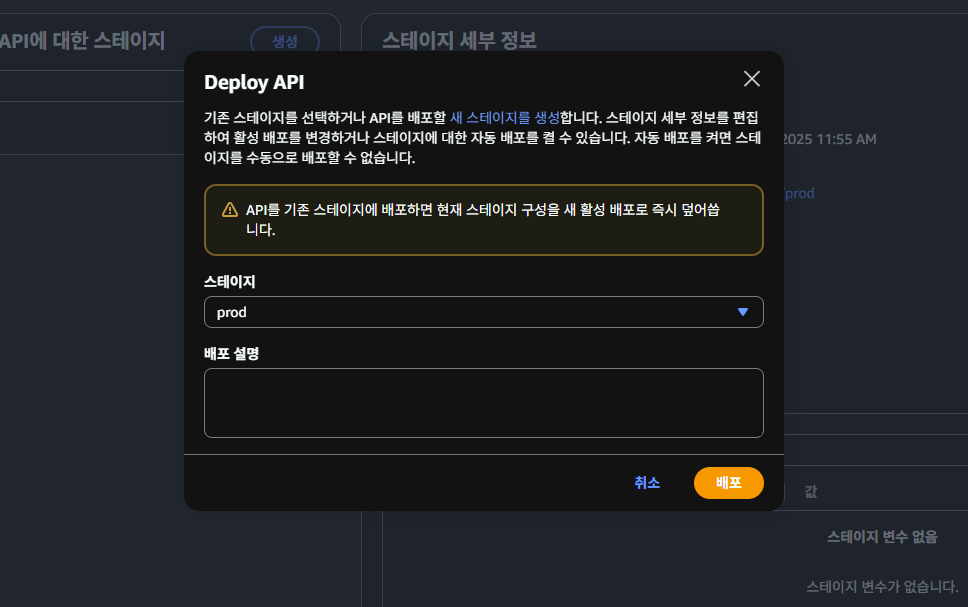 API에 대한 스테이지
생성
스테이지 세부 정보
Deploy API
기존 스테이지를 선택하거나 API를 배포할 새 스테이지를 생성합니다. 스테이지 세부 정보를 편집
하여 활성 배포를 변경하거나 스테이지에 대한 자동 배포를 켤 수 있습니다. 자동 배포를 켜면 스테
이지를 수동으로 배포할 수 없습니다.
2025 11:55 AM
/prod
API를 기존 스테이지에 배포하면 현재 스테이지 구성을 새 활성 배포로 즉시 덮어씁
니다.
스테이지
prod
배포 설명
취소
배포
값
스테이지 변수 없음
스테이지 변수가 없습니다.